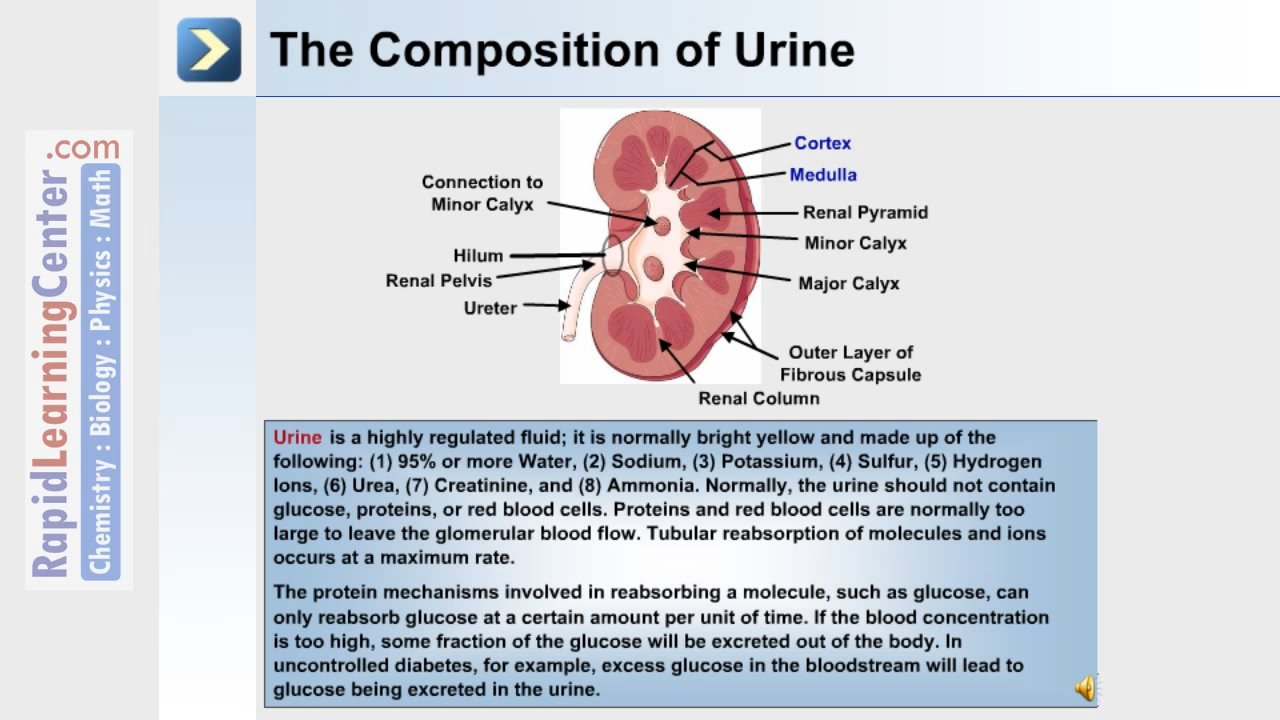 The Composition of Urine
RapidLearningCenter.com
Chemistry : Biology : Physics : Math
Connection to
Minor Calyx
Hilum
Renal Pelvis
Ureter
Cortex
Medulla
Renal Pyramid
Minor Calyx
Major Calyx
Outer Layer of
Fibrous Capsule
Renal Column
Urine is a highly regulated fluid; it is normally bright yellow and made up of the
following: (1) 95% or more Water, (2) Sodium, (3) Potassium, (4) Sulfur, (5) Hydrogen
Ions, (6) Urea, (7) Creatinine, and (8) Ammonia. Normally, the urine should not contain
glucose, proteins, or red blood cells. Proteins and red blood cells are normally too
large to leave the glomerular blood flow. Tubular reabsorption of molecules and ions
occurs at a maximum rate.
The protein mechanisms involved in reabsorbing a molecule, such as glucose, can
only reabsorb glucose at a certain amount per unit of time. If the blood concentration
is too high, some fraction of the glucose will be excreted out of the body. In
uncontrolled diabetes, for example, excess glucose in the bloodstream will lead to
glucose being excreted in the urine.